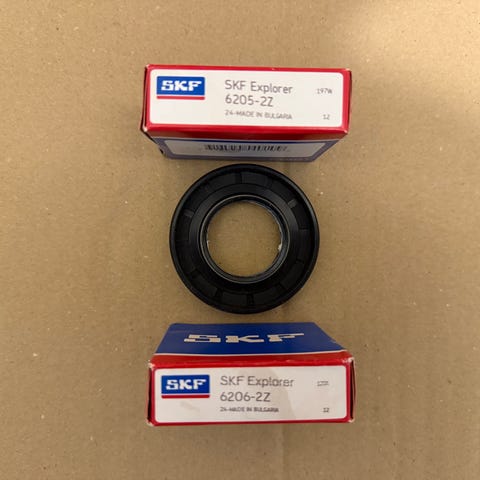 SKF
SKF Explorer
197W
6205-2Z
24-MADE IN BULGARIA
12
SKF
SKF
SKF Explorer
6206-2Z
24-MADE IN BULGARIA
12